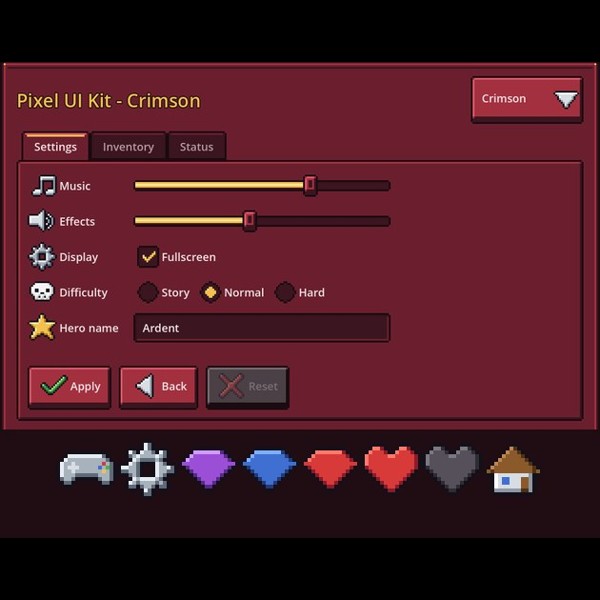 Pixel UI Kit - Crimson
Crimson
Settings Inventory Status
Music
Effects
Display Fullscreen
Difficulty Story Normal Hard
Hero name Ardent
Apply Back Reset